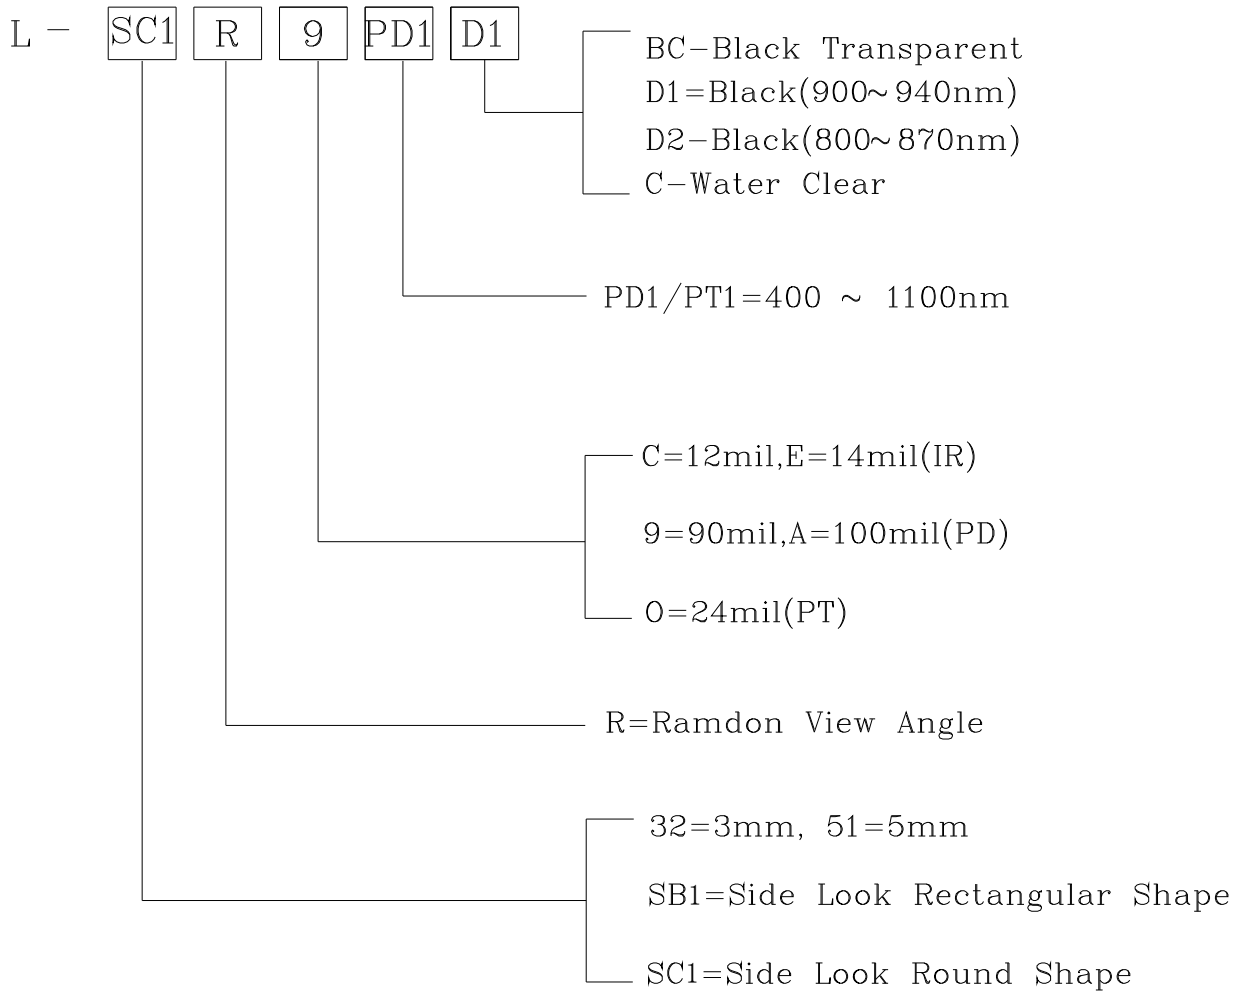 L - SC1 R 9 PD1 D1
BC-Black Transparent
D1=Black(900~940nm)
D2-Black(800~870nm)
C-Water Clear
PD1/PT1=400 ~ 1100nm
C=12mil,E=14mil(IR)
9=90mil,A=100mil(PD)
O=24mil(PT)
R=Ramdon View Angle
32=3mm, 51=5mm
SB1=Side Look Rectangular Shape
SC1=Side Look Round Shape